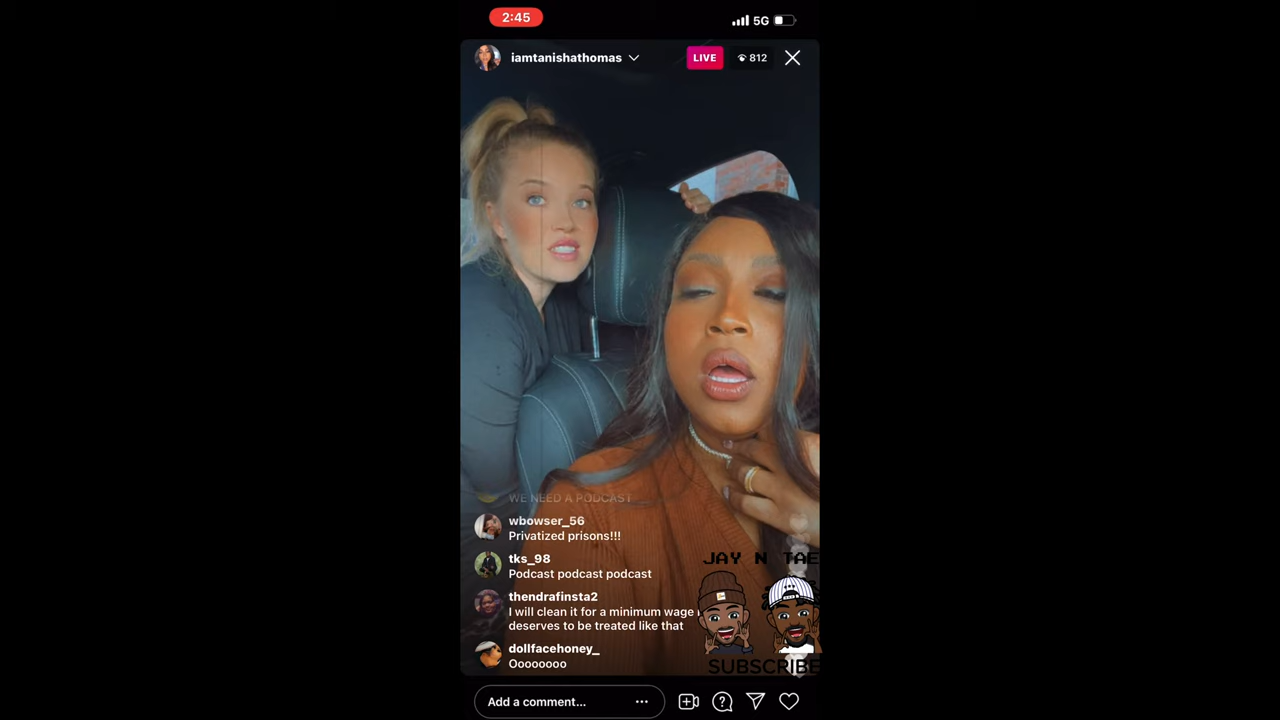 2:45
5G
iamtanishathomas
LIVE
812
WE NEED A PODCAST
wbowser_56
Privatized prisons!!!
tks_98
Podcast podcast podcast
thendrafinsta2
I will clean it for a minimum wage
deserves to be treated like that
dollfacehoney_
Oooooooo
JAY N TAE
SUBSCRIBE
Add a comment...